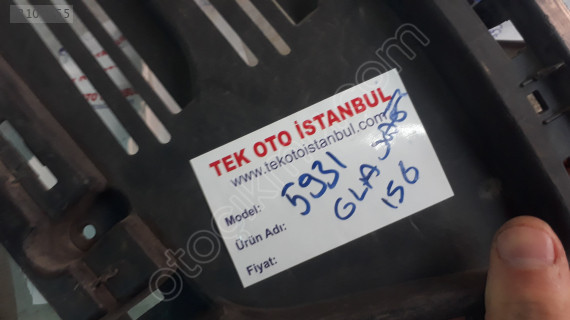 TEK OTO İSTANBUL
www.tekotoistanbul.com
Model: 5931
Ürün Adı: GLA
156
Fiyat: